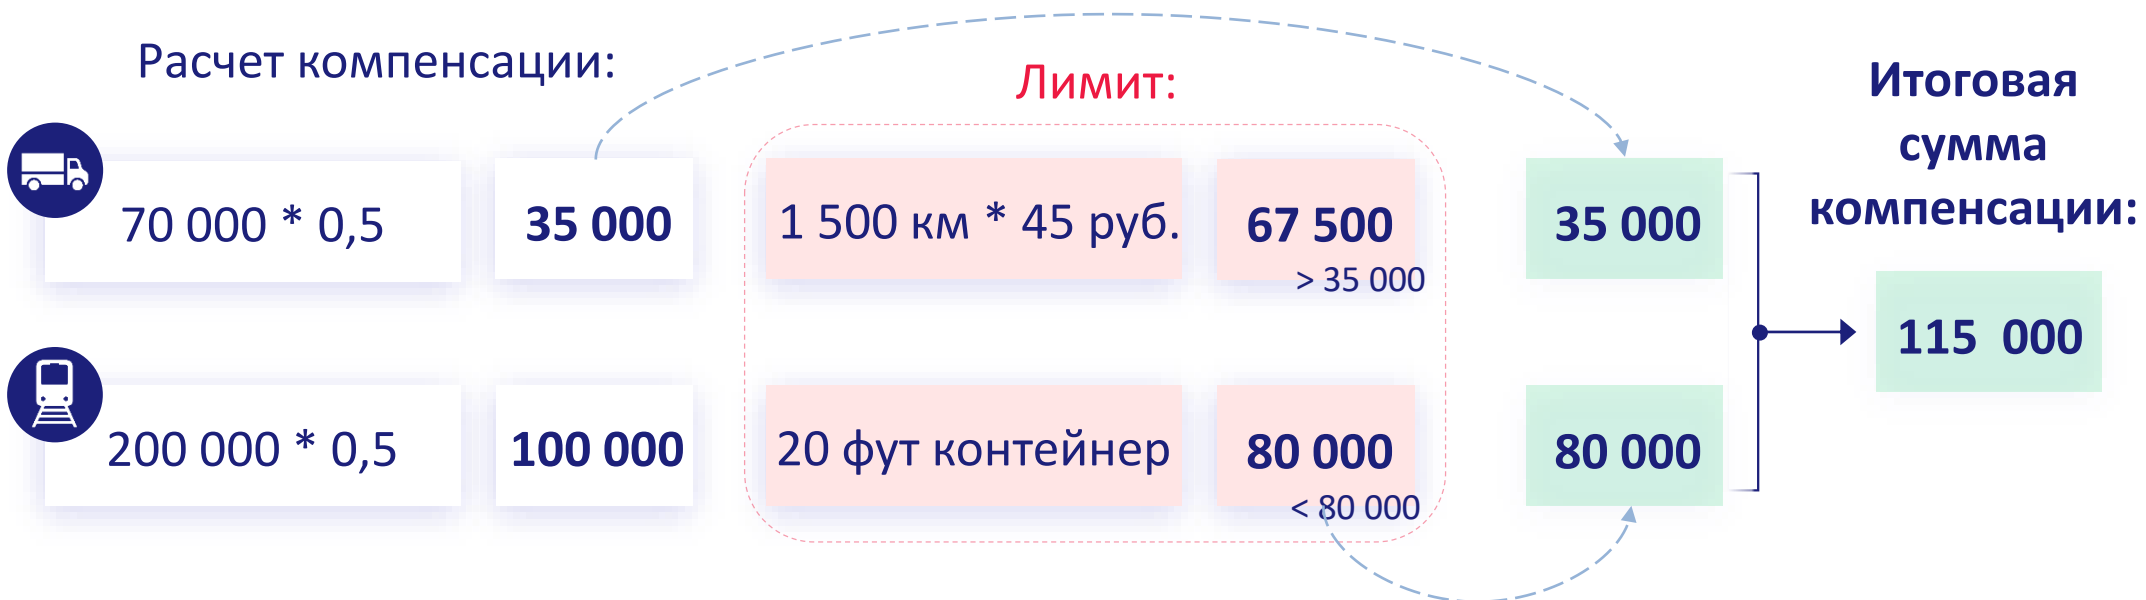 Расчет компенсации:
Лимит:
Итоговая
сумма
компенсации:
70 000 * 0,5
35 000
1 500 км * 45 руб.
67 500
> 35 000
35 000
115 000
200 000 * 0,5
100 000
20 фут контейнер
80 000
< 80 000
80 000